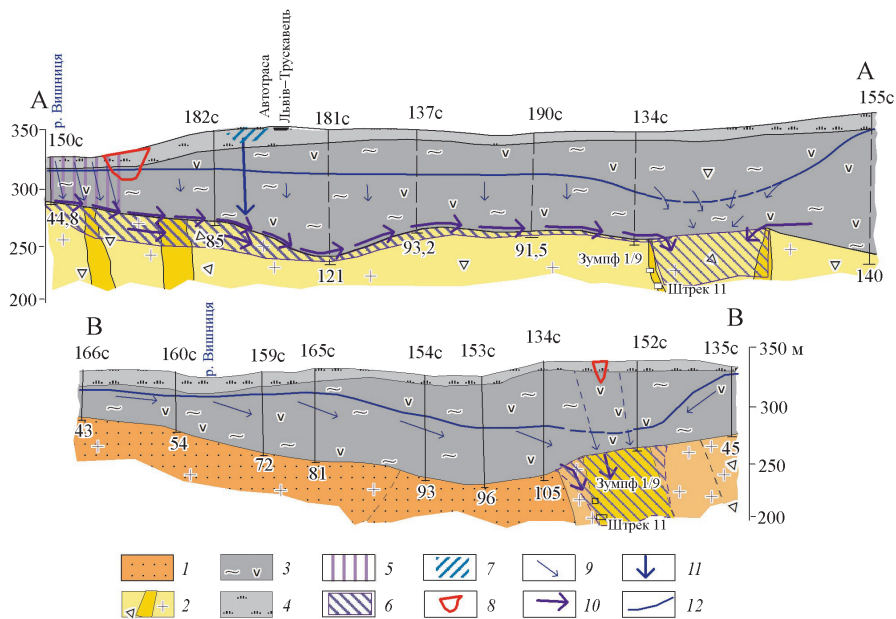 р. Вишниця
Автотраса
Львів–Трускавець
А
А
150с
182с
181с
137с
190с
134с
155с
350
300
250
200
44,8
85
121
93,2
91,5
140
Зумпф 1/9
Штрек 11
В
В
р. Вишниця
166с
160с
159с
165с
154с
153с
134с
152с
135с
350 м
300
250
200
43
54
72
81
93
96
105
45
Зумпф 1/9
Штрек 11
1
3
5
7
9
11
2
4
6
8
10
12